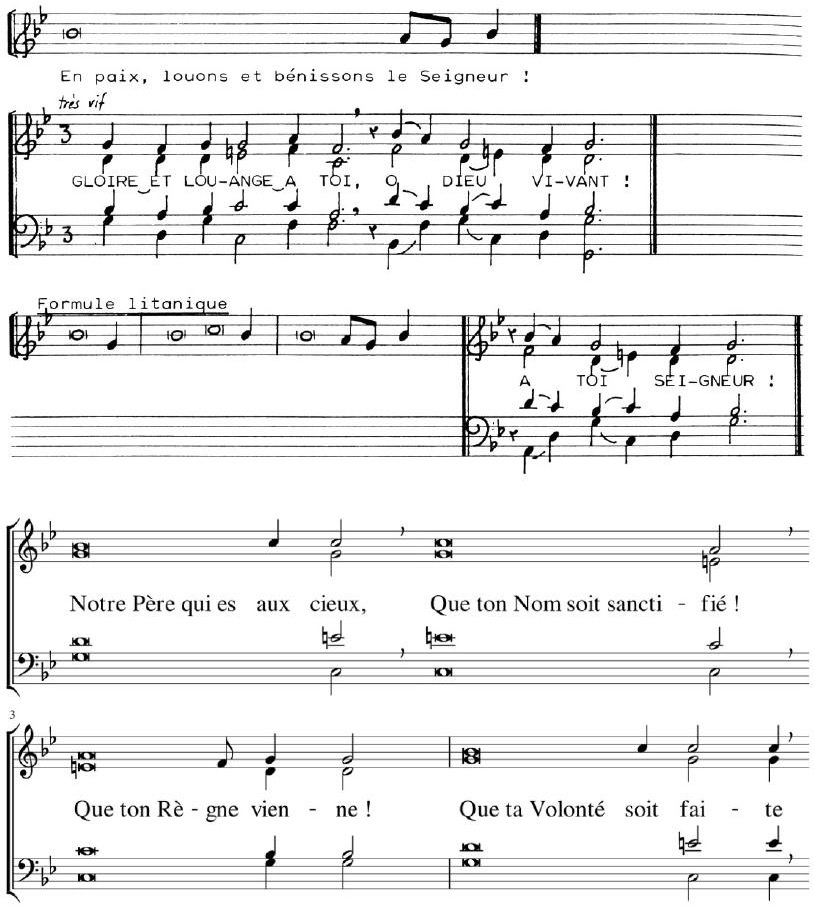 En paix, louons et bénissons le Seigneur !
très vif
3
GLOIRE ET LOU-ANGE A TOI, O DIEU VI-VANT !
3
Formule litanique
A TOI SEI-GNEUR !
Notre Père qui es aux cieux, Que ton Nom soit sancti - fié !
3
Que ton Rè - gne vien - ne ! Que ta Volonté soit fai - te